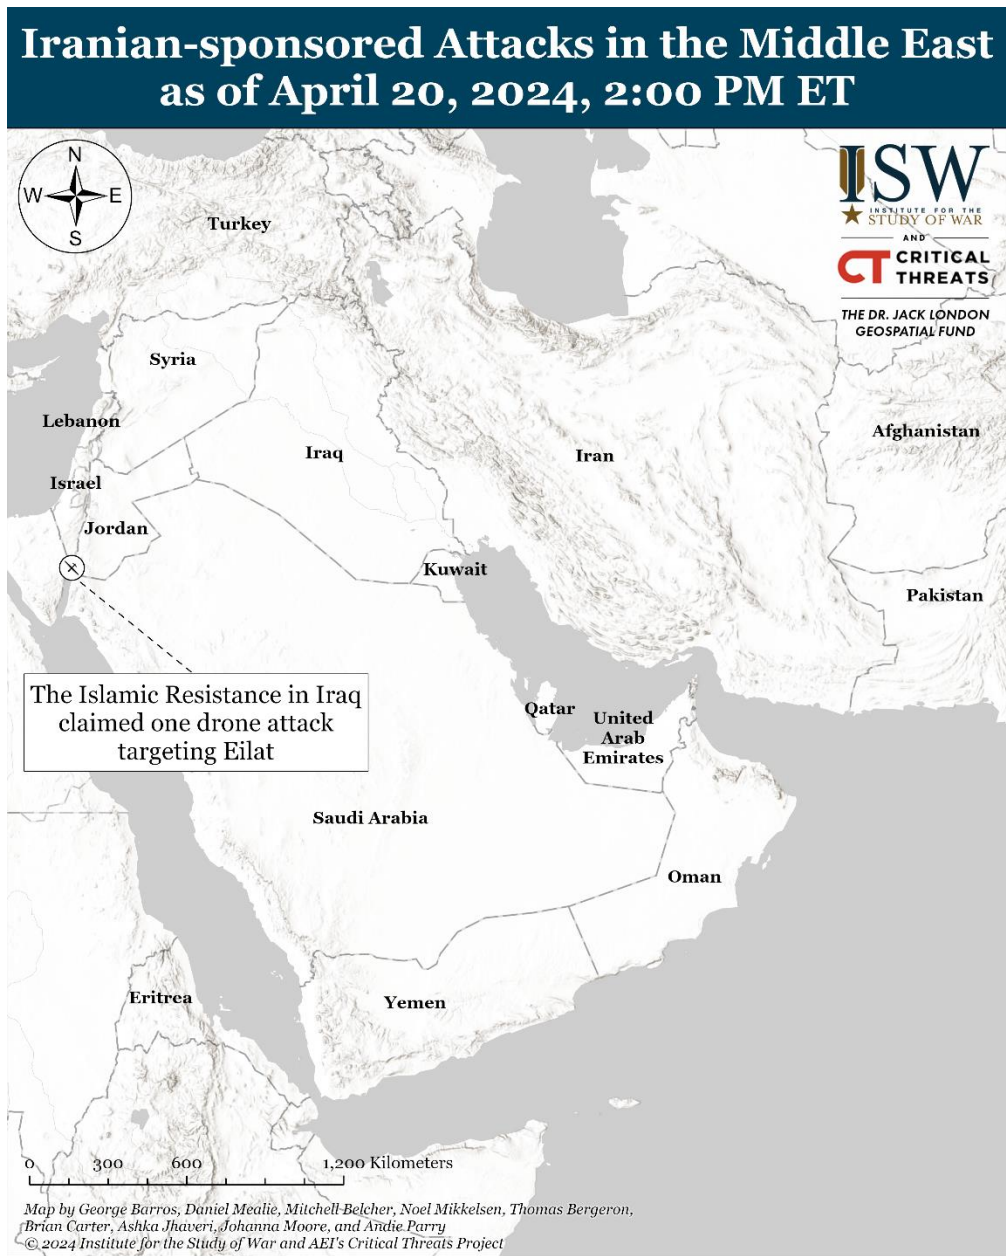 Iranian-sponsored Attacks in the Middle East
as of April 20, 2024, 2:00 PM ET
N
W
E
S
ISW
INSTITUTE FOR THE
STUDY OF WAR
AND
CT CRITICAL
THREATS
THE DR. JACK LONDON
GEOSPATIAL FUND
Turkey
Syria
Lebanon
Iraq
Iran
Afghanistan
Israel
Jordan
Kuwait
Pakistan
The Islamic Resistance in Iraq
claimed one drone attack
targeting Eilat
Qatar
United
Arab
Emirates
Saudi Arabia
Oman
Eritrea
Yemen
0 300 600 1,200 Kilometers
Map by George Barros, Daniel Mealie, Mitchell Belcher, Noel Mikkelsen, Thomas Bergeron,
Brian Carter, Ashka Jhaveri, Johanna Moore, and Andie Parry
© 2024 Institute for the Study of War and AEI's Critical Threats Project